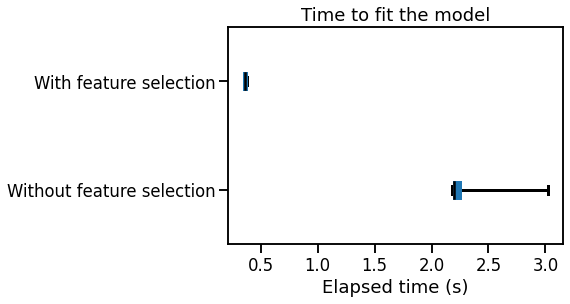 Time to fit the model
With feature selection
Without feature selection
0.5 1.0 1.5 2.0 2.5 3.0
Elapsed time (s)